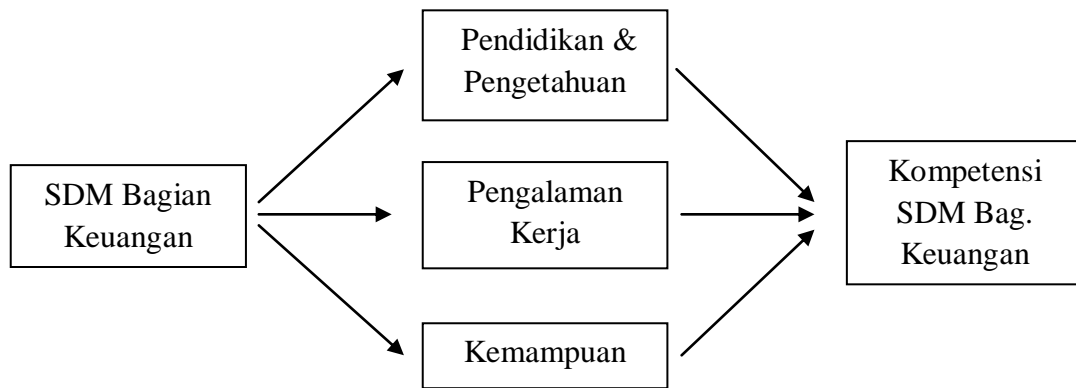 Pendidikan &
Pengetahuan
SDM Bagian
Keuangan
Pengalaman
Kerja
Kompetensi
SDM Bag.
Keuangan
Kemampuan